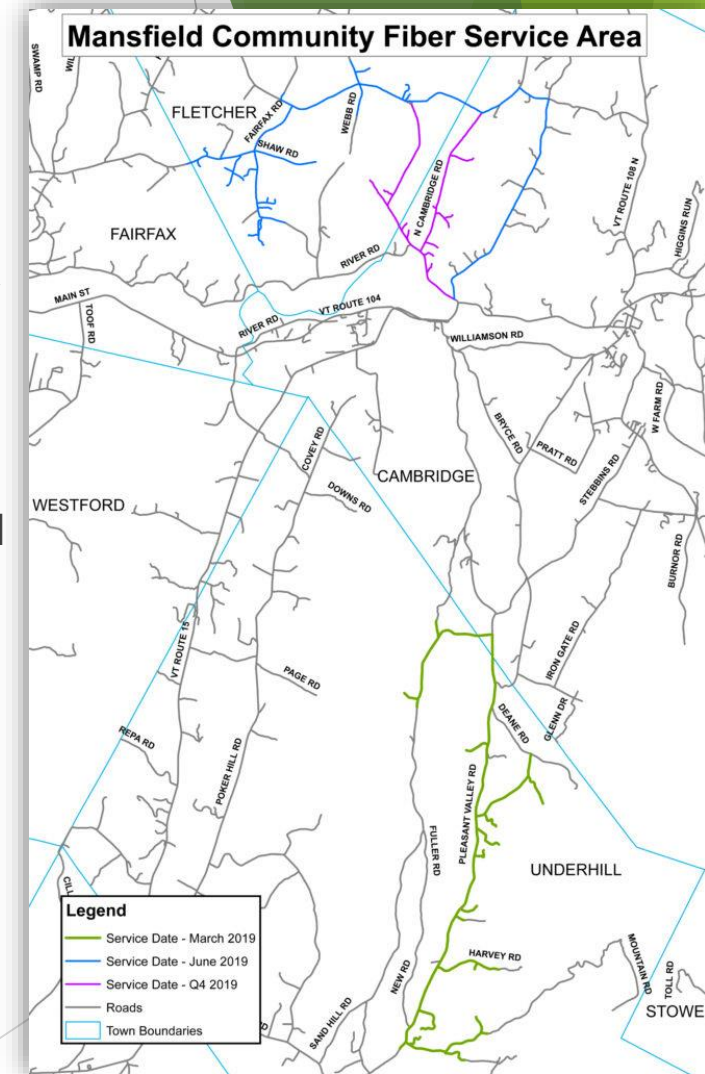 Mansfield Community Fiber Service Area
SWAMP RD
FLETCHER
FAIRFAX RD
WEBB RD
SHAW RD
N CAMBRIDGE RD
VT ROUTE 108 N
HIGGINS RUN
FAIRFAX
RIVER RD
MAIN ST
TOOF RD
VT ROUTE 104
RIVER RD
WILLIAMSON RD
BRYCE RD
PRATT RD
W FARM RD
COVEY RD
CAMBRIDGE
STEBBINS RD
DOWNS RD
WESTFORD
BURNOR RD
VT ROUTE 15
IRON GATE RD
PAGE RD
DEANE RD
GLENN DR
REPA RD
POKER HILL RD
PLEASANT VALLEY RD
FULLER RD
UNDERHILL
HARVEY RD
MOUNTAIN RD
TOLL RD
NEW RD
SAND HILL RD
STOWE
Legend
Service Date - March 2019
Service Date - June 2019
Service Date - Q4 2019
Roads
Town Boundaries